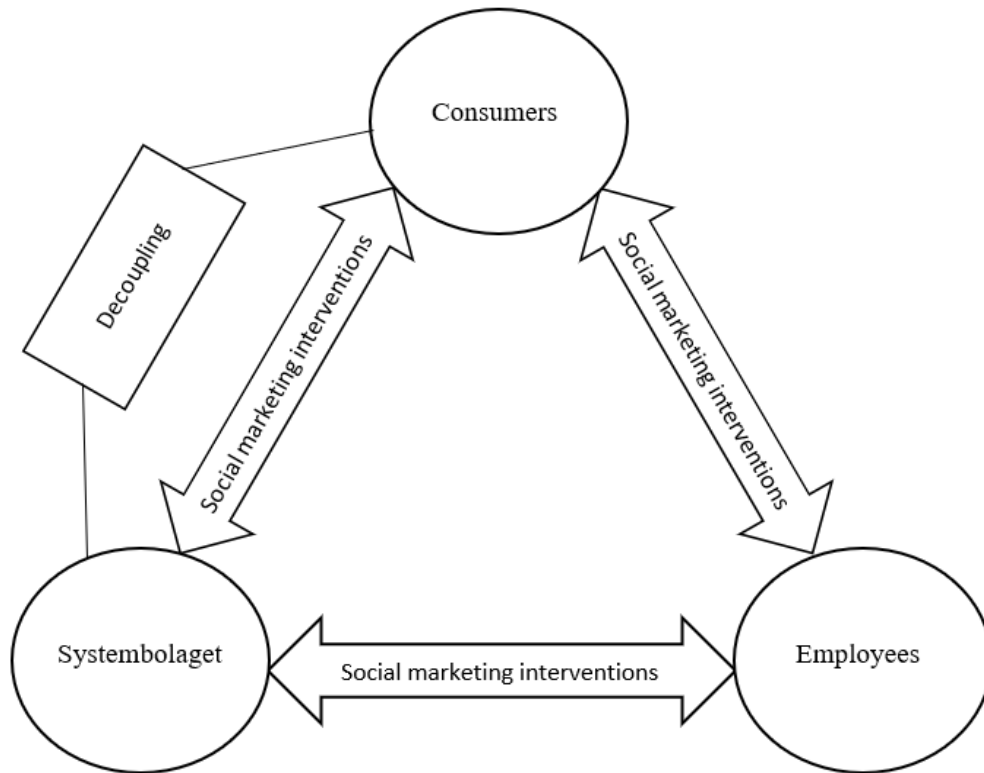 Consumers
Decoupling
Social marketing interventions
Social marketing interventions
Systembolaget
Social marketing interventions
Employees